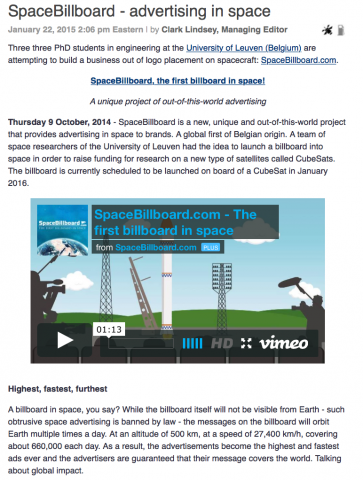 SpaceBillboard - advertising in space
January 22, 2015 2:06 pm Eastern | by Clark Lindsey, Managing Editor
Three three PhD students in engineering at the University of Leuven (Belgium) are
attempting to build a business out of logo placement on spacecraft: SpaceBillboard.com.
SpaceBillboard, the first billboard in space!
A unique project of out-of-this-world advertising
Thursday 9 October, 2014 - SpaceBillboard is a new, unique and out-of-this-world project
that provides advertising in space to brands. A global first of Belgian origin. A team of
space researchers of the University of Leuven had the idea to launch a billboard into
space in order to raise funding for research on a new type of satellites called CubeSats.
The billboard is currently scheduled to be launched on board of a CubeSat in January
2016.
SpaceBillboard
SpaceBillboard.com - The
first billboard in space
from SpaceBillboard.com PLUS
01:13
HD
vimeo
Highest, fastest, furthest
A billboard in space, you say? While the billboard itself will not be visible from Earth - such
obtrusive space advertising is banned by law - the messages on the billboard will orbit
Earth multiple times a day. At an altitude of 500 km, at a speed of 27,400 km/h, covering
about 660,000 each day. As a result, the advertisements become the highest and fastest
ads ever and the advertisers are guaranteed that their message covers the world. Talking
about global impact.